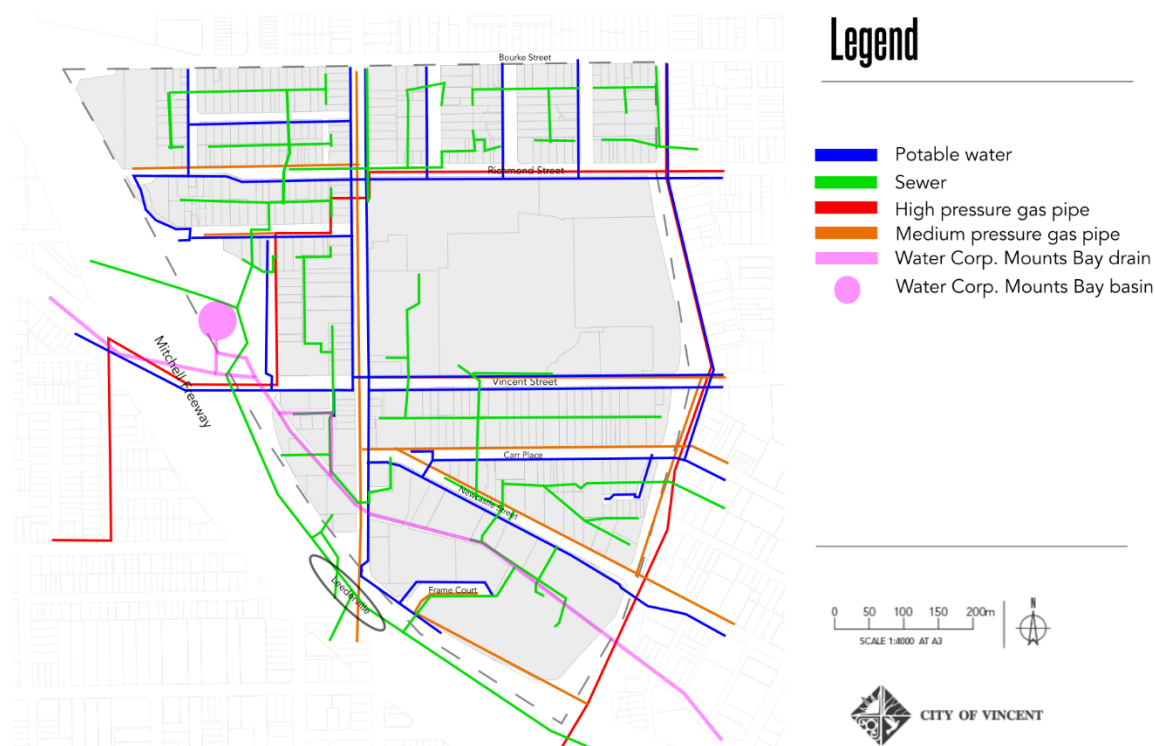 Legend
Bourke Street
Potable water
Sewer
High pressure gas pipe
Medium pressure gas pipe
Water Corp. Mounts Bay drain
Water Corp. Mounts Bay basin
Richmond Street
Mitchell Freeway
Vincent Street
Carr Place
Newcastle Street
Frame Court
Leederville
0 50 100 150 200m
N
SCALE 1:4000 AT A3
CITY OF VINCENT